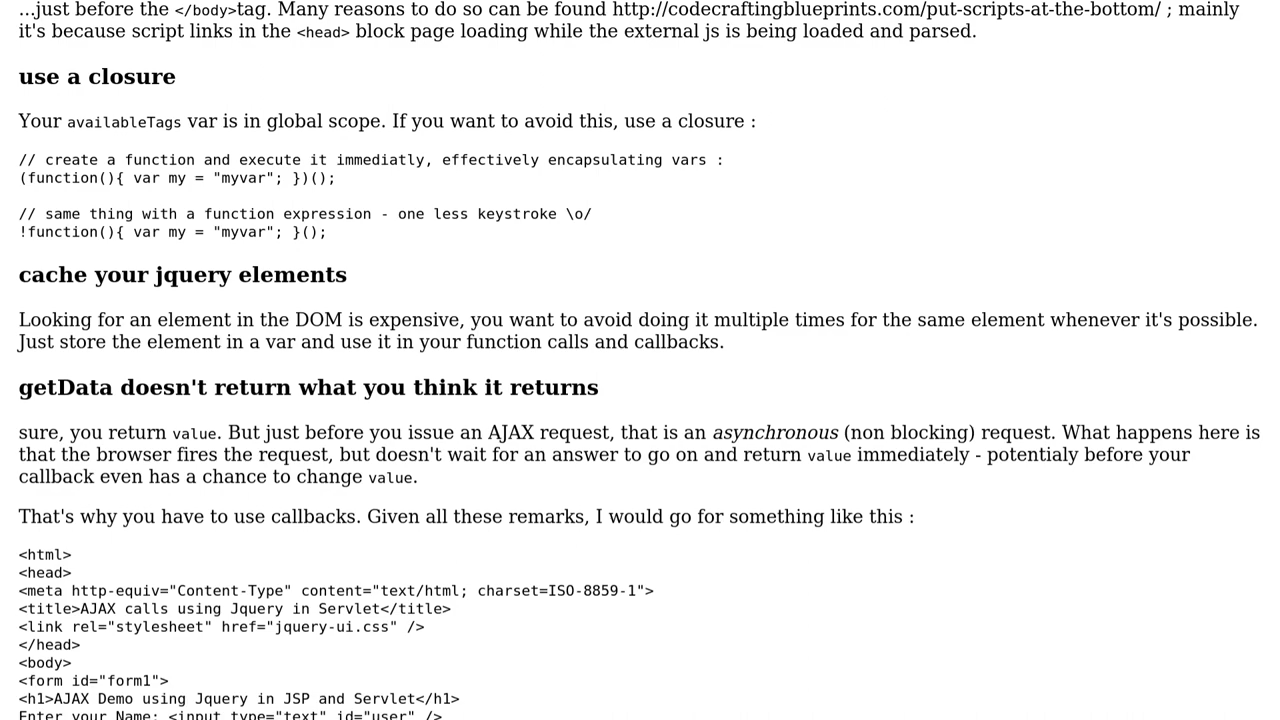 ...just before the </body>tag. Many reasons to do so can be found http://codecraftingblueprints.com/put-scripts-at-the-bottom/ ; mainly
it's because script links in the <head> block page loading while the external js is being loaded and parsed.
use a closure
Your availableTags var is in global scope. If you want to avoid this, use a closure :
// create a function and execute it immediatly, effectively encapsulating vars :
(function(){ var my = "myvar"; })();
// same thing with a function expression - one less keystroke \o/
!function(){ var my = "myvar"; }();
cache your jquery elements
Looking for an element in the DOM is expensive, you want to avoid doing it multiple times for the same element whenever it's possible.
Just store the element in a var and use it in your function calls and callbacks.
getData doesn't return what you think it returns
sure, you return value. But just before you issue an AJAX request, that is an asynchronous (non blocking) request. What happens here is
that the browser fires the request, but doesn't wait for an answer to go on and return value immediately - potentialy before your
callback even has a chance to change value.
That's why you have to use callbacks. Given all these remarks, I would go for something like this :
<html>
<head>
<meta http-equiv="Content-Type" content="text/html; charset=ISO-8859-1">
<title>AJAX calls using Jquery in Servlet</title>
<link rel="stylesheet" href="jquery-ui.css" />
</head>
<body>
<form id="form1">
<h1>AJAX Demo using Jquery in JSP and Servlet</h1>
Enter your Name: <input type="text" id="user" />